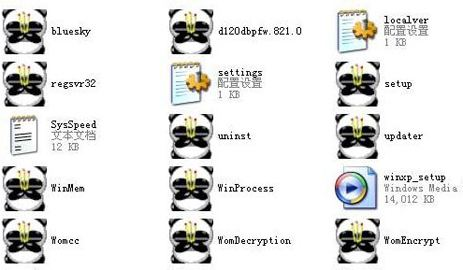 bluesky
d120dbpfw.821.0
localver
配置设置
1 KB
regsvr32
settings
配置设置
1 KB
setup
SysSpeed
文本文档
12 KB
uninst
updater
WinMem
WinProcess
winxp_setup
Windows Media
14,012 KB
Womcc
WomDecryption
WomEncrypt